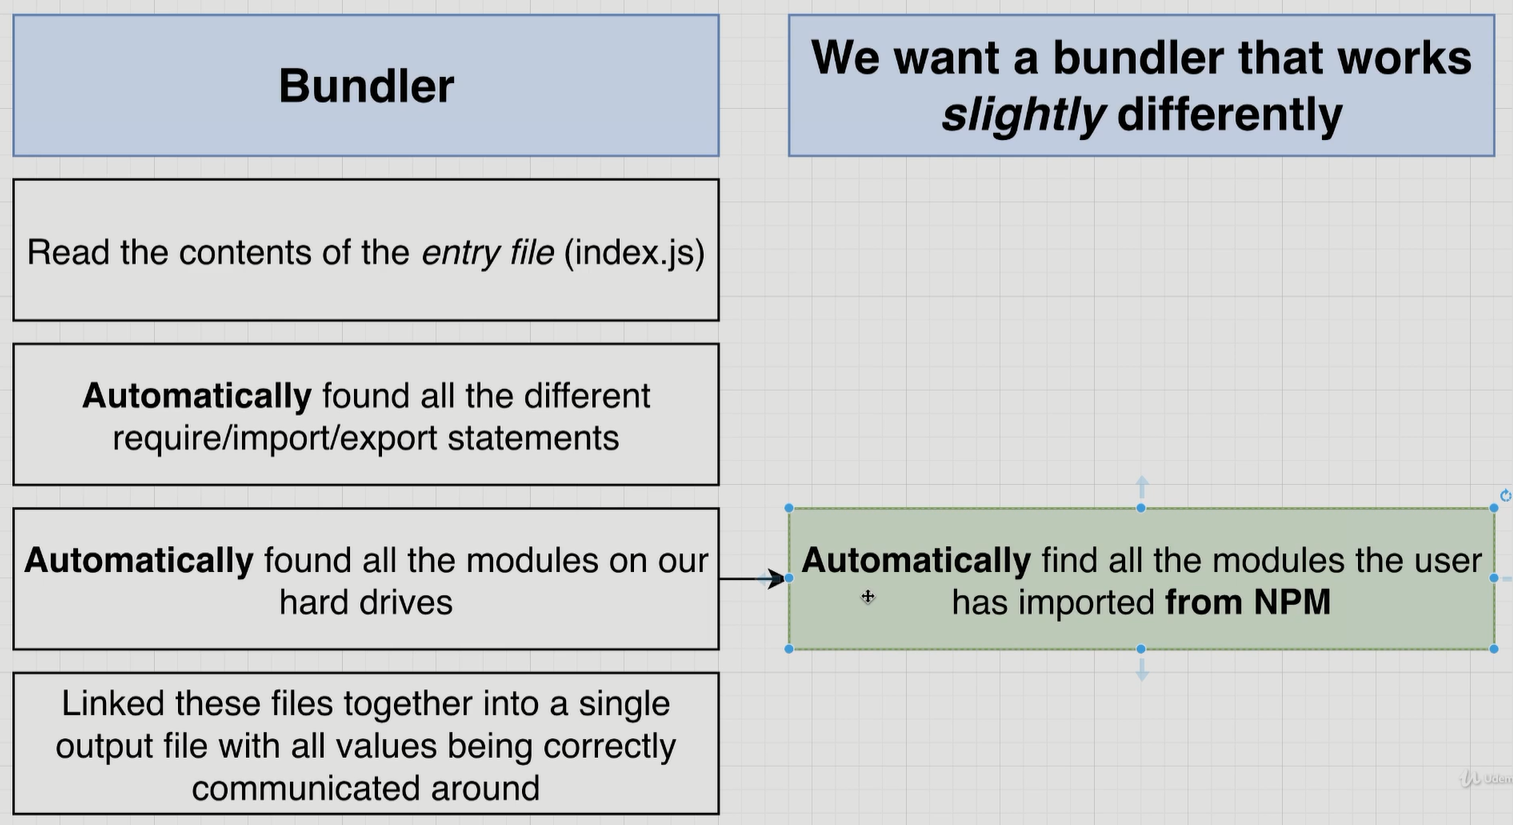 Bundler
We want a bundler that works
slightly differently
Read the contents of the entry file (index.js)
Automatically found all the different
require/import/export statements
Automatically found all the modules on our
hard drives
Automatically find all the modules the user
has imported from NPM
Linked these files together into a single
output file with all values being correctly
communicated around
Udem